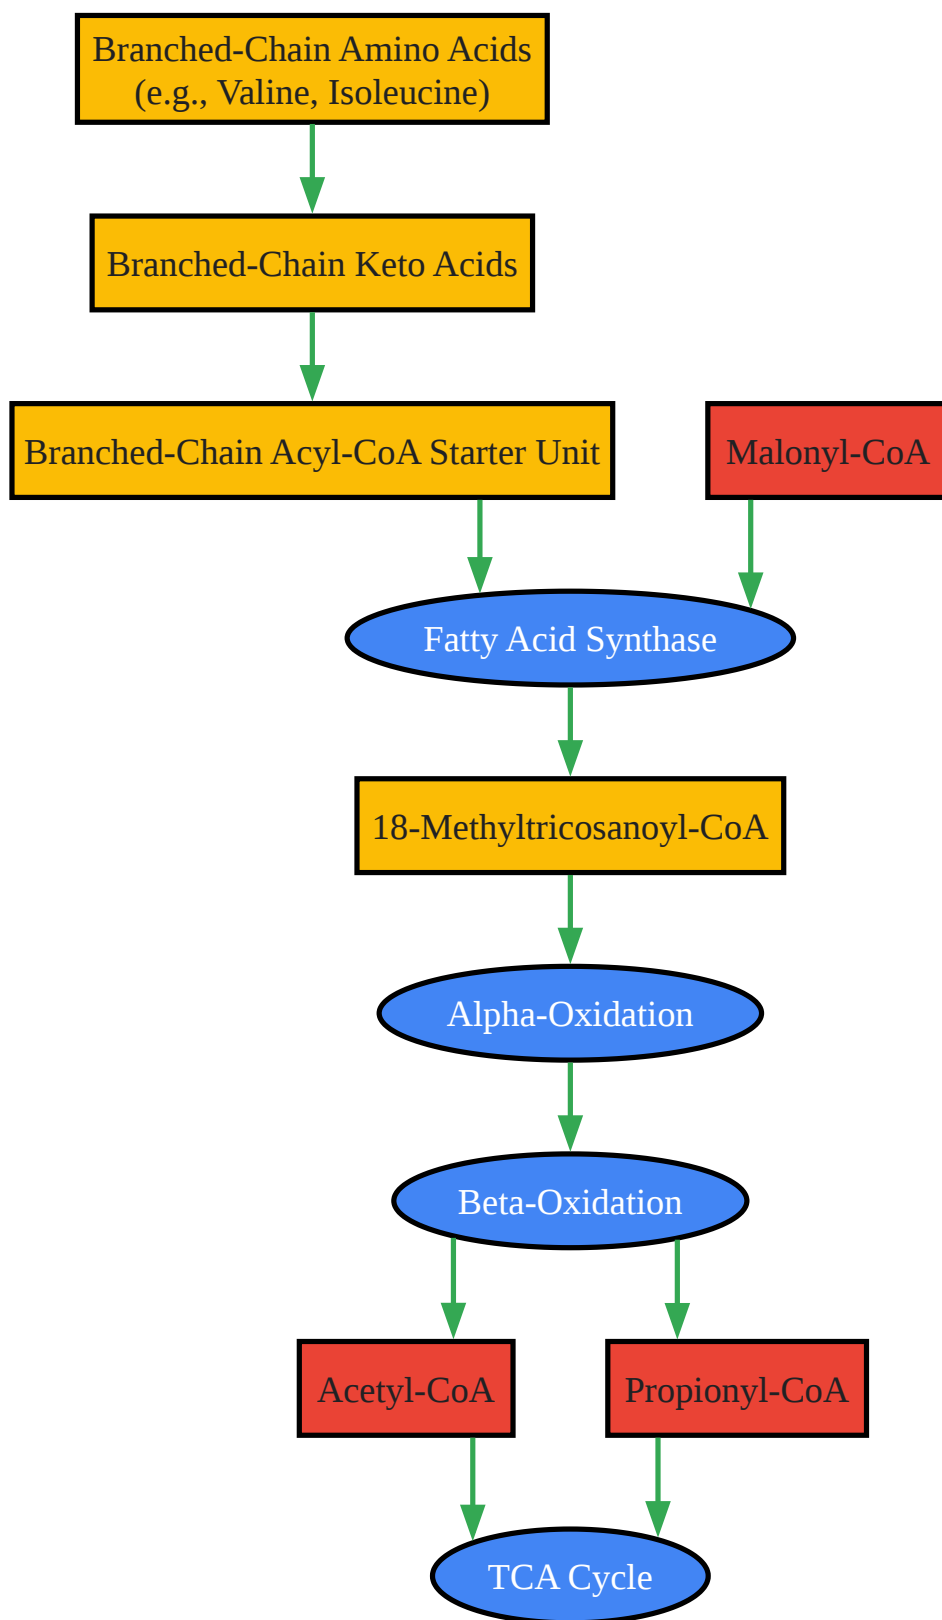 Branched-Chain Amino Acids
(e.g., Valine, Isoleucine)
Branched-Chain Keto Acids
Branched-Chain Acyl-CoA Starter Unit
Malonyl-CoA
Fatty Acid Synthase
18-Methyltricosanoyl-CoA
Alpha-Oxidation
Beta-Oxidation
Acetyl-CoA
Propionyl-CoA
TCA Cycle